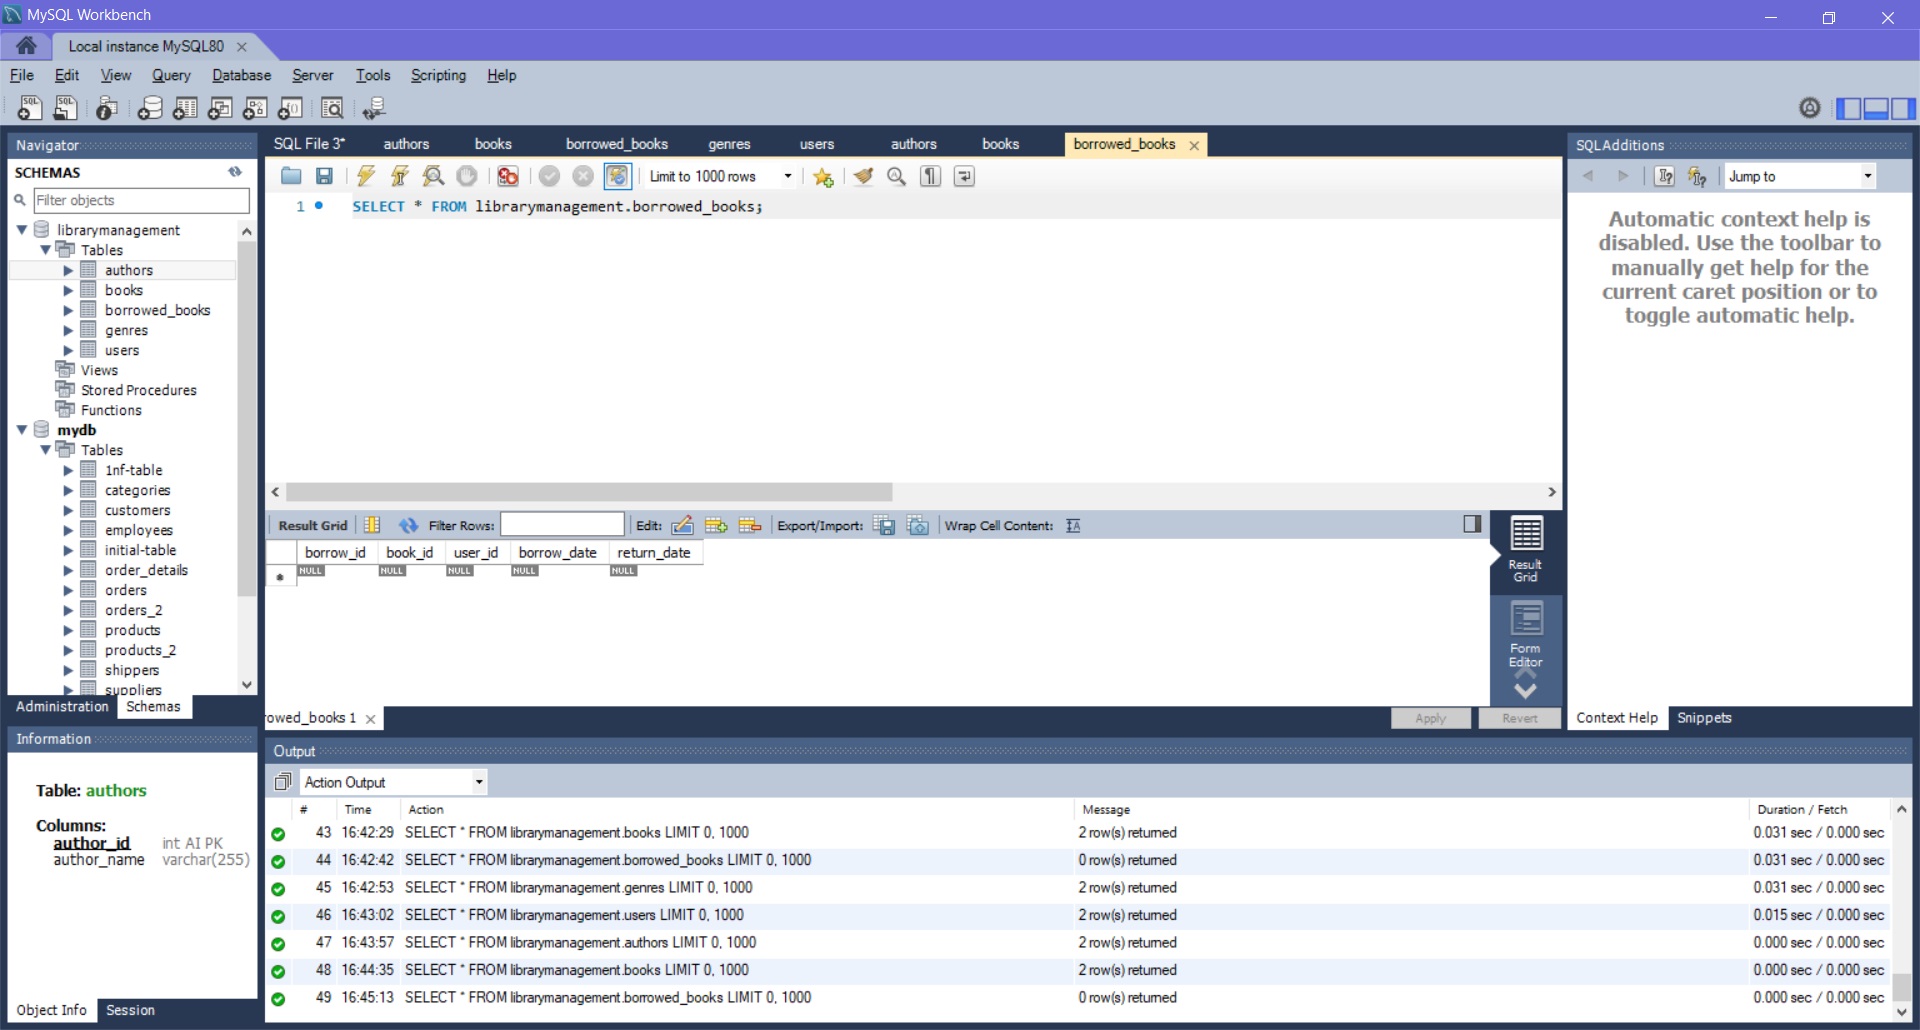 MySQL Workbench
Local instance MySQL80
File Edit View Query Database Server Tools Scripting Help
Navigator
SCHEMAS
Filter objects
librarymanagement
Tables
authors
books
borrowed_books
genres
users
Views
Stored Procedures
Functions
mydb
Tables
1nf-table
categories
customers
employees
initial-table
order_details
orders
orders_2
products
products_2
shippers
suppliers
Administration Schemas
Information
Table: authors
Columns:
author_id int AI PK
author_name varchar(255)
Object Info Session
SQL File 3* authors books borrowed_books genres users authors books borrowed_books
Limit to 1000 rows
1 SELECT * FROM librarymanagement.borrowed_books;
Result Grid Filter Rows: Edit: Export/Import: Wrap Cell Content:
borrow_id book_id user_id borrow_date return_date
NULL NULL NULL NULL NULL
Result Grid
Form Editor
rowed_books 1
Apply Revert
SQLAdditions
Jump to
Automatic context help is
disabled. Use the toolbar to
manually get help for the
current caret position or to
toggle automatic help.
Context Help Snippets
Output
Action Output
# Time Action Message Duration / Fetch
43 16:42:29 SELECT * FROM librarymanagement.books LIMIT 0, 1000 2 row(s) returned 0.031 sec / 0.000 sec
44 16:42:42 SELECT * FROM librarymanagement.borrowed_books LIMIT 0, 1000 0 row(s) returned 0.031 sec / 0.000 sec
45 16:42:53 SELECT * FROM librarymanagement.genres LIMIT 0, 1000 2 row(s) returned 0.031 sec / 0.000 sec
46 16:43:02 SELECT * FROM librarymanagement.users LIMIT 0, 1000 2 row(s) returned 0.015 sec / 0.000 sec
47 16:43:57 SELECT * FROM librarymanagement.authors LIMIT 0, 1000 2 row(s) returned 0.000 sec / 0.000 sec
48 16:44:35 SELECT * FROM librarymanagement.books LIMIT 0, 1000 2 row(s) returned 0.000 sec / 0.000 sec
49 16:45:13 SELECT * FROM librarymanagement.borrowed_books LIMIT 0, 1000 0 row(s) returned 0.000 sec / 0.000 sec